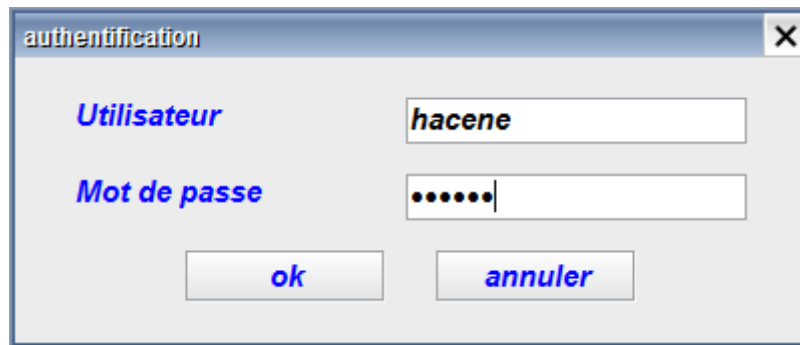 authentification
Utilisateur hacene
Mot de passe ••••••
ok annuler